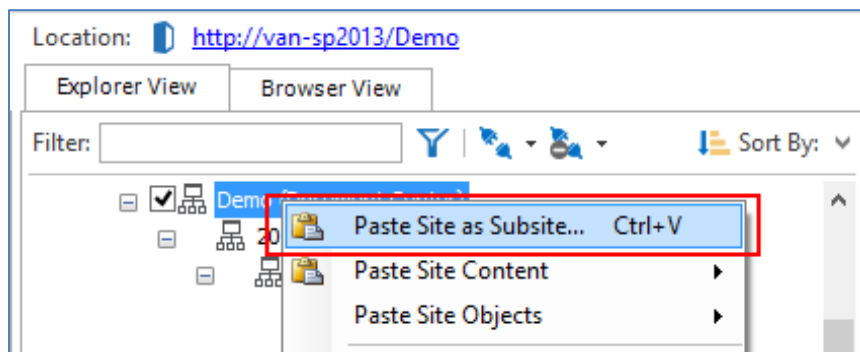 Location: http://van-sp2013/Demo
Explorer View Browser View
Filter: Sort By:
Demo
20 Paste Site as Subsite... Ctrl+V
Paste Site Content
Paste Site Objects